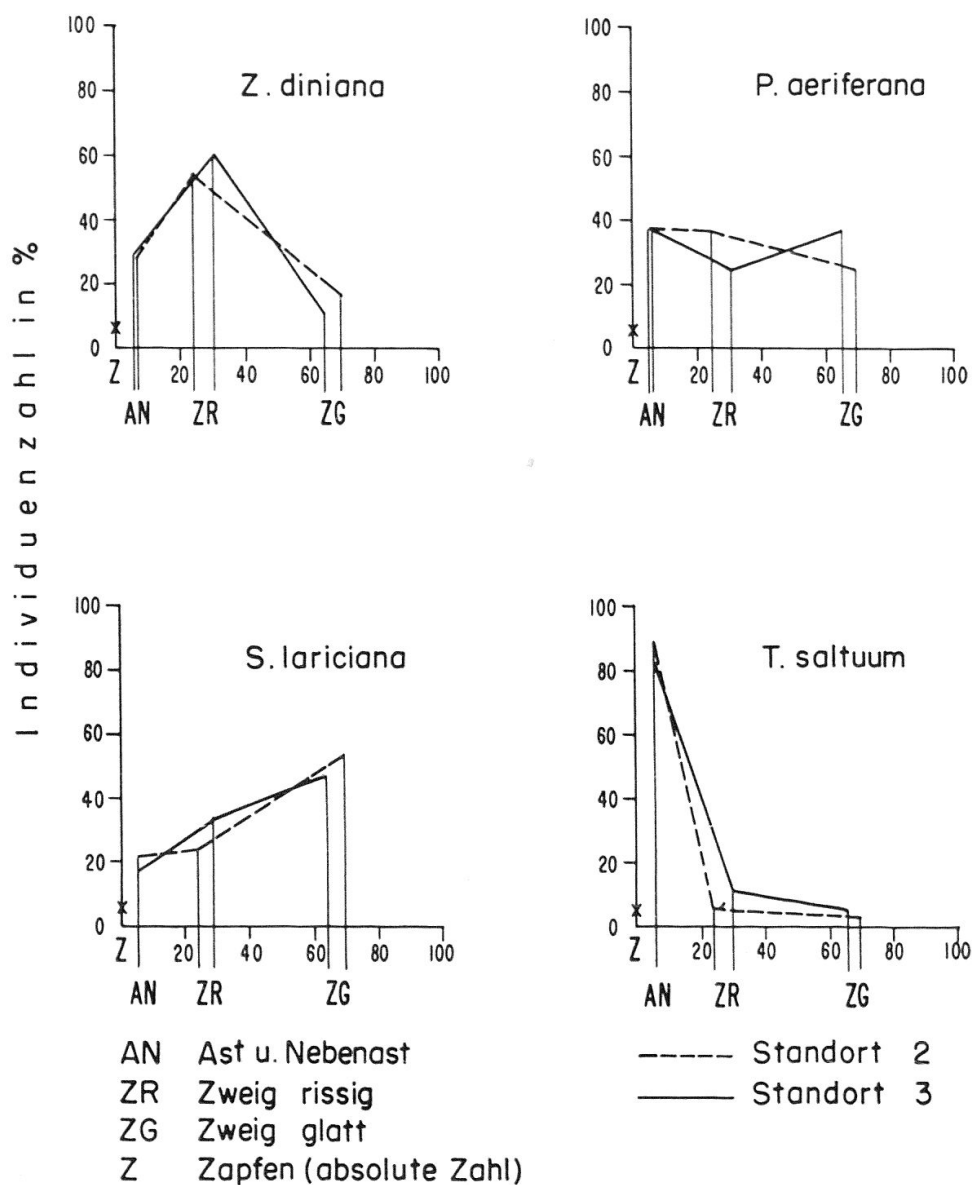 Individuenzahl in %
Z. diniana
100
80
60
40
20
0
x
Z 20 40 60 80 100
AN ZR ZG
P. aeriferana
100
80
60
40
20
0
x
Z 20 40 60 80 100
AN ZR ZG
S. lariciana
100
80
60
40
20
0
x
Z 20 40 60 80 100
AN ZR ZG
T. saltuum
100
80
60
40
20
0
x
Z 20 40 60 80 100
AN ZR ZG
AN Ast u. Nebenast
ZR Zweig rissig
ZG Zweig glatt
Z Zapfen (absolute Zahl)
Standort 2
Standort 3